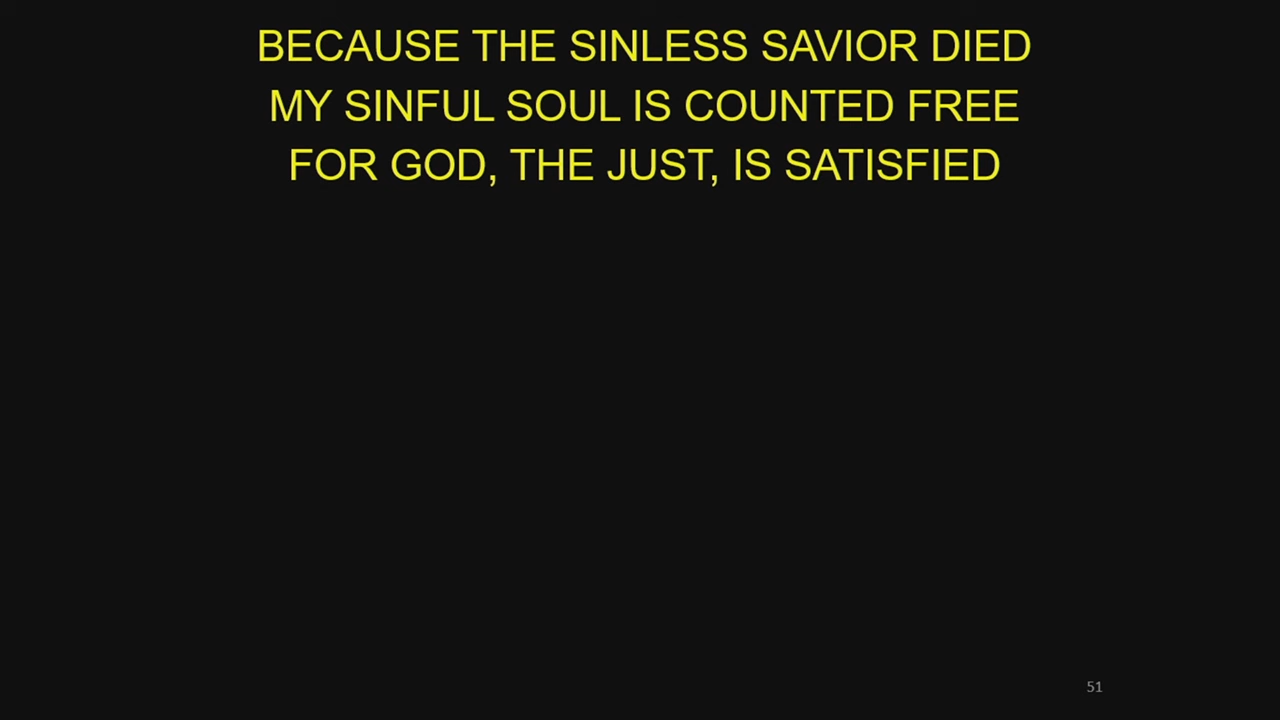 BECAUSE THE SINLESS SAVIOR DIED
MY SINFUL SOUL IS COUNTED FREE
FOR GOD, THE JUST, IS SATISFIED
51